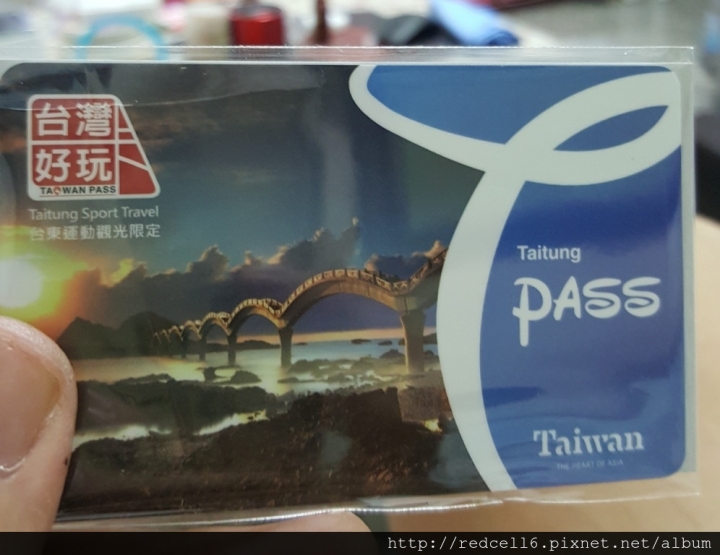 台灣
好玩
TAIWAN PASS
Taitung Sport Travel
台東運動觀光限定
Taitung
PASS
Taiwan
THE HEART OF ASIA
http://redcell6.pixnet.net/album